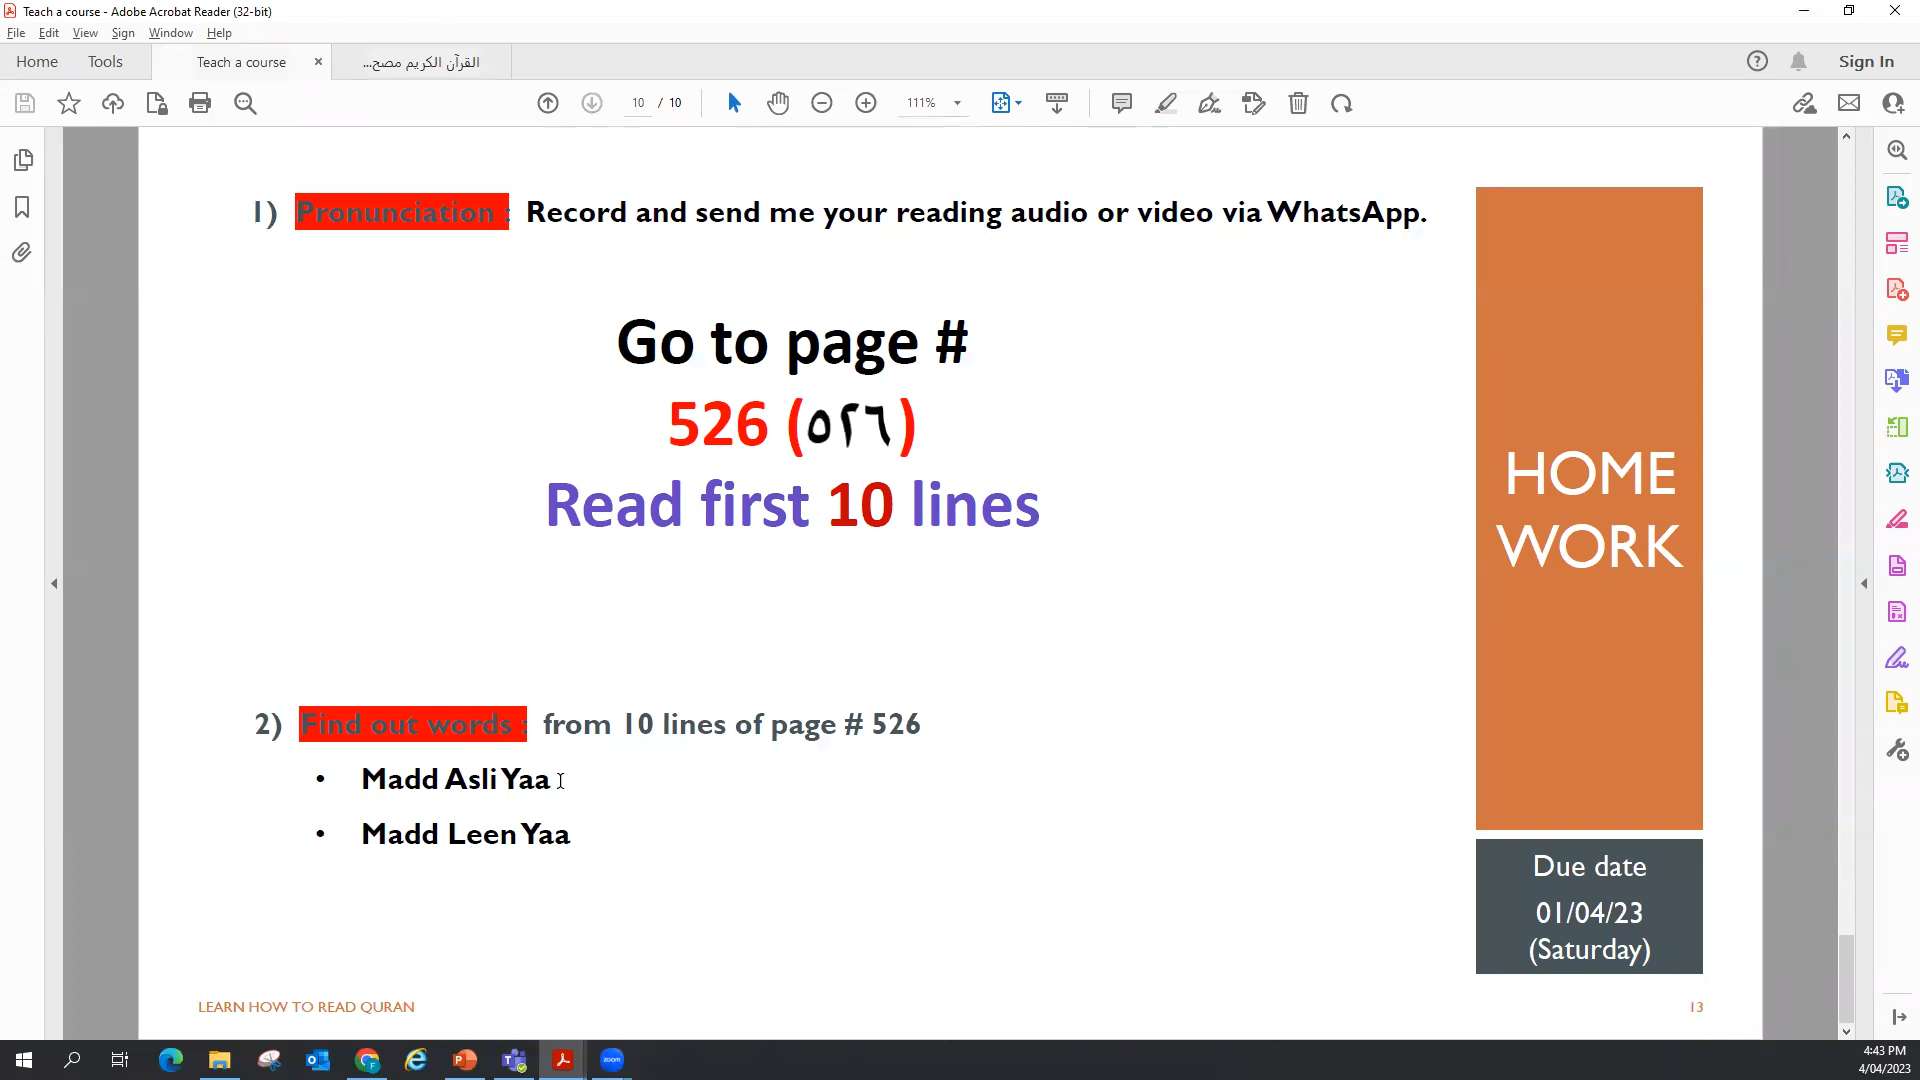 Teach a course - Adobe Acrobat Reader (32-bit)
File Edit View Sign Window Help
Home Tools Teach a course × القرآن الكريم مصح... Sign In
10 / 10 111%
1) Pronunciation : Record and send me your reading audio or video via WhatsApp.
Go to page #
526 (٥٢٦)
Read first 10 lines
HOME
WORK
2) Find out words : from 10 lines of page # 526
• Madd Asli Yaa
• Madd Leen Yaa
Due date
01/04/23
(Saturday)
LEARN HOW TO READ QURAN 13
zoom
4:43 PM
4/04/2023